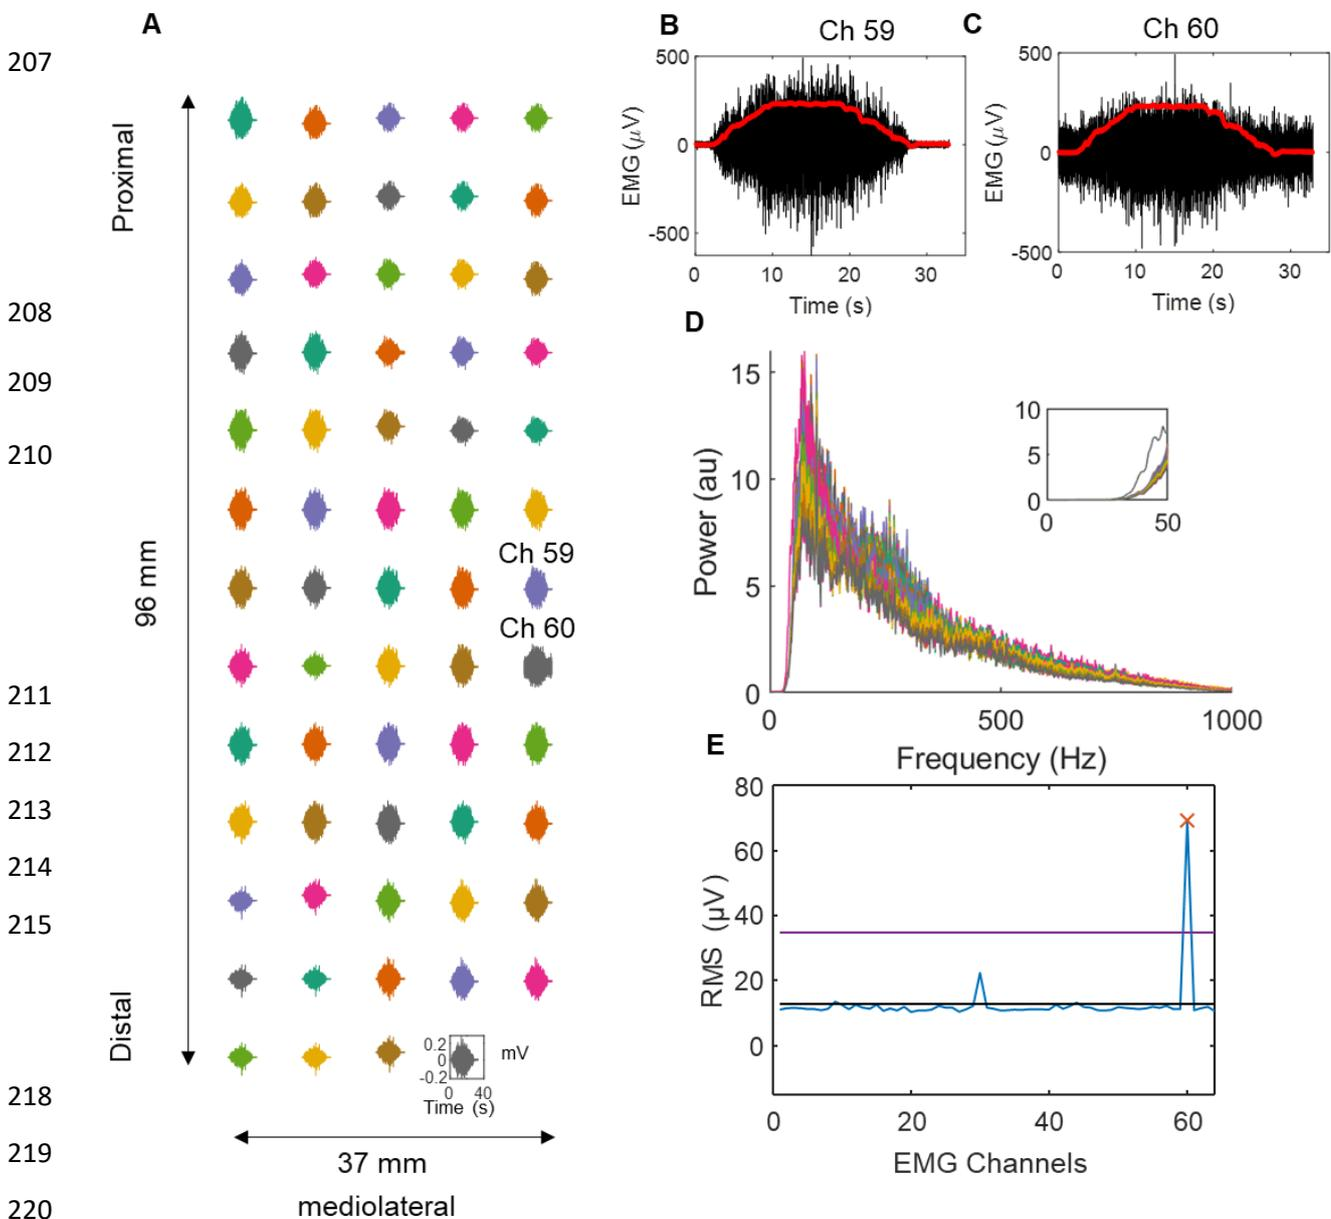 207
208
209
210
211
212
213
214
215
218
219
220
A
Proximal
96 mm
Distal
Ch 59
Ch 60
0.2
0
-0.2
mV
0 40
Time (s)
37 mm
mediolateral
B
Ch 59
500
0
-500
EMG (μV)
0 10 20 30
Time (s)
C
Ch 60
500
0
-500
EMG (μV)
0 10 20 30
Time (s)
D
15
10
5
0
Power (au)
0 500 1000
Frequency (Hz)
10
5
0
0 50
E
80
60
40
20
0
RMS (μV)
0 20 40 60
EMG Channels